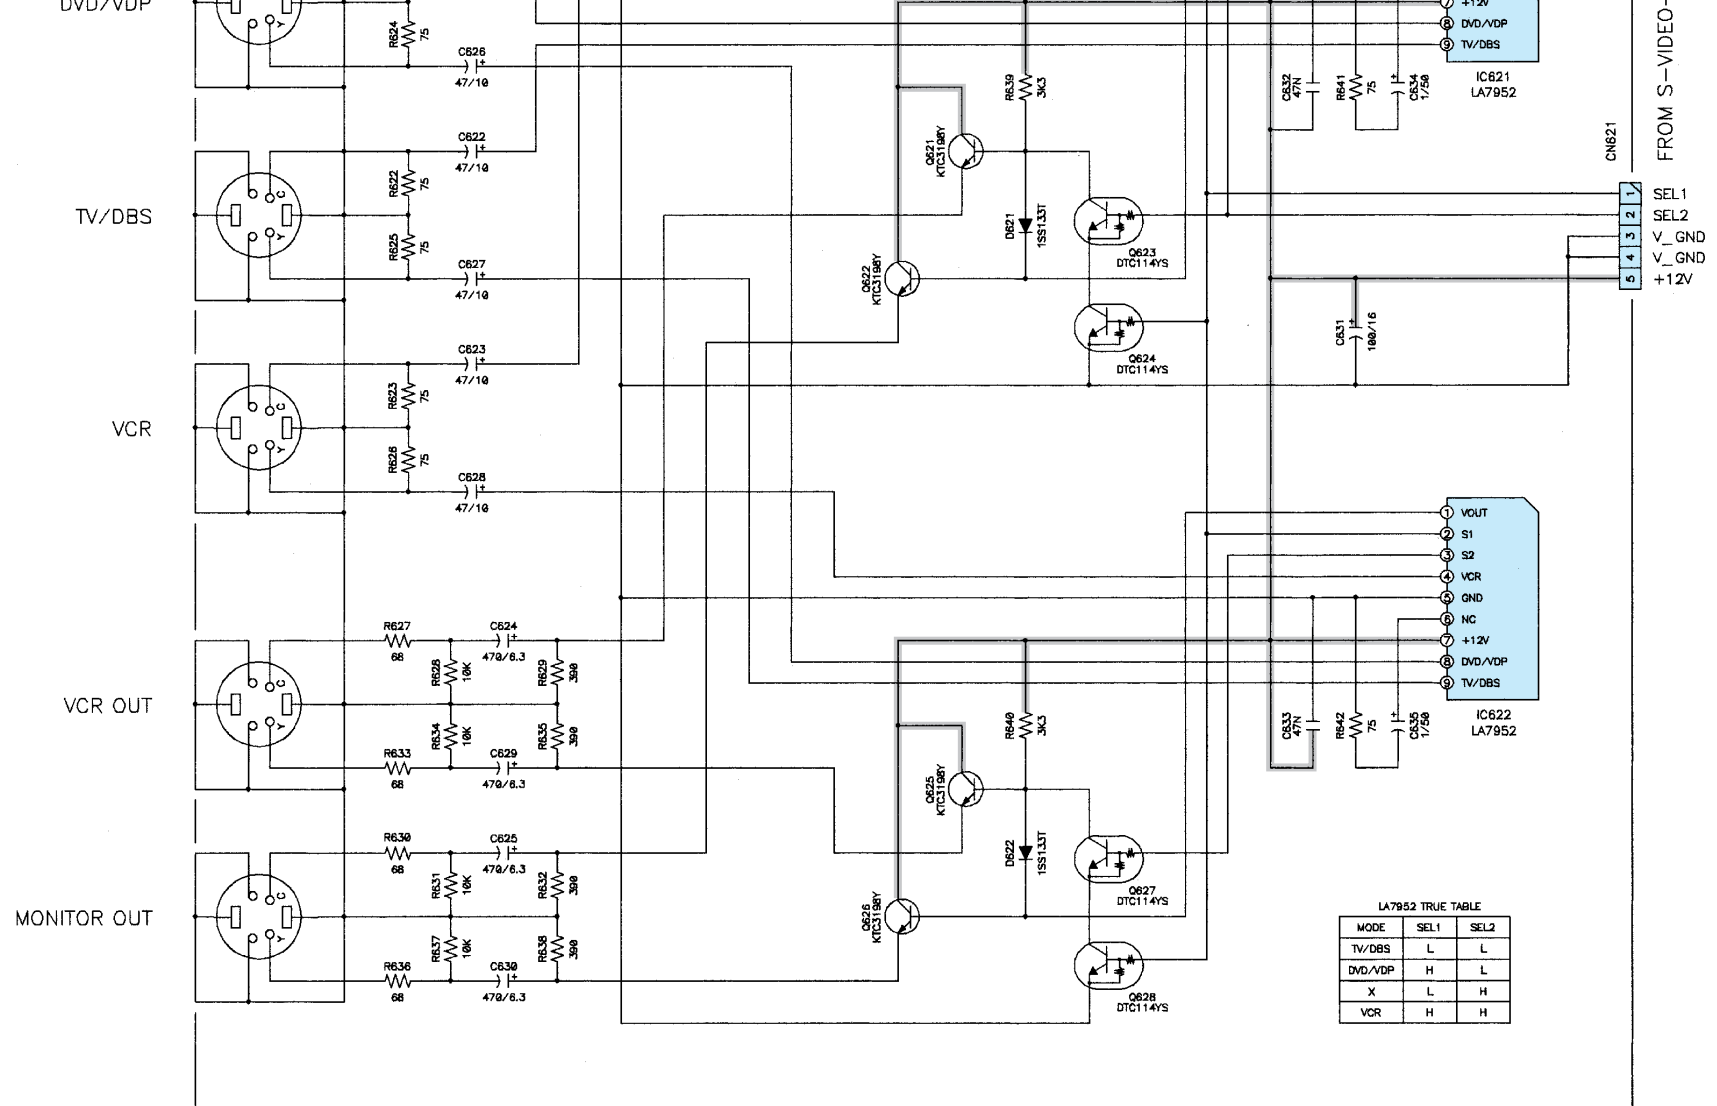 DVD/VDP
R624
75
C626
47/10
C622
47/10
R622
75
TV/DBS
R625
75
C
Y
C627
47/10
C623
47/10
R623
75
VCR
R626
75
C
Y
C628
47/10
R627
68
C624
470/6.3
R628
10K
R629
390
VCR OUT
C
Y
R634
10K
R635
390
R633
68
C629
470/6.3
R630
68
C625
470/6.3
R631
10K
R632
390
MONITOR OUT
C
Y
R637
10K
R638
390
R636
68
C630
470/6.3
R639
3K3
Q621
KTC3198Y
D621
1SS133T
Q622
KTC3198Y
Q623
DTC114YS
Q624
DTC114YS
C632
47N
R641
75
C634
1/50
7 +12V
8 DVD/VDP
9 TV/DBS
IC621
LA7952
FROM S-VIDEO-
CN621
1 SEL1
2 SEL2
3 V_GND
4 V_GND
5 +12V
C631
100/16
1 VOUT
2 S1
3 S2
4 VCR
5 GND
6 NC
7 +12V
8 DVD/VDP
9 TV/DBS
IC622
LA7952
R640
3K3
C633
47N
R642
75
C635
1/50
Q625
KTC3198Y
D622
1SS133T
Q626
KTC3198Y
Q627
DTC114YS
Q628
DTC114YS
LA7952 TRUE TABLE
MODE SEL1 SEL2
TV/DBS L L
DVD/VDP H L
X L H
VCR H H